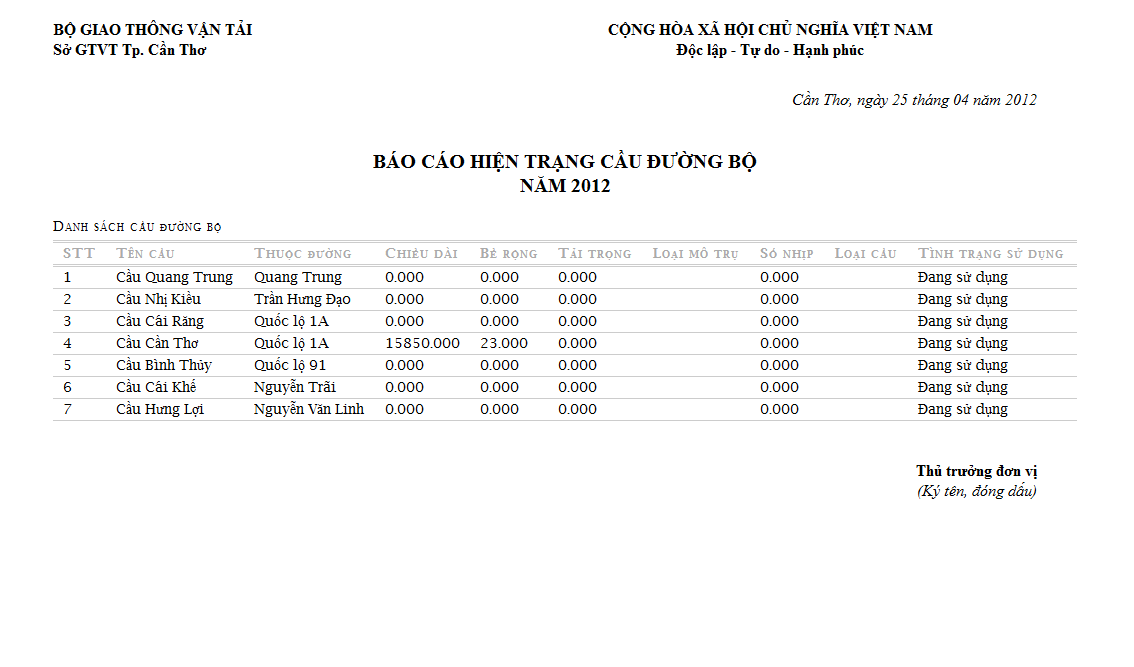 BỘ GIAO THÔNG VẬN TẢI
Sở GTVT Tp. Cần Thơ
CỘNG HÒA XÃ HỘI CHỦ NGHĨA VIỆT NAM
Độc lập - Tự do - Hạnh phúc
Cần Thơ, ngày 25 tháng 04 năm 2012
BÁO CÁO HIỆN TRẠNG CẦU ĐƯỜNG BỘ
NĂM 2012
Danh sách cầu đường bộ
STT Tên cầu Thuộc đường Chiều dài Bề rộng Tải trọng Loại mô trụ Số nhịp Loại cầu Tình trạng sử dụng
1 Cầu Quang Trung Quang Trung 0.000 0.000 0.000 0.000 Đang sử dụng
2 Cầu Nhị Kiều Trần Hưng Đạo 0.000 0.000 0.000 0.000 Đang sử dụng
3 Cầu Cái Răng Quốc lộ 1A 0.000 0.000 0.000 0.000 Đang sử dụng
4 Cầu Cần Thơ Quốc lộ 1A 15850.000 23.000 0.000 0.000 Đang sử dụng
5 Cầu Bình Thủy Quốc lộ 91 0.000 0.000 0.000 0.000 Đang sử dụng
6 Cầu Cái Khế Nguyễn Trãi 0.000 0.000 0.000 0.000 Đang sử dụng
7 Cầu Hưng Lợi Nguyễn Văn Linh 0.000 0.000 0.000 0.000 Đang sử dụng
Thủ trưởng đơn vị
(Ký tên, đóng dấu)